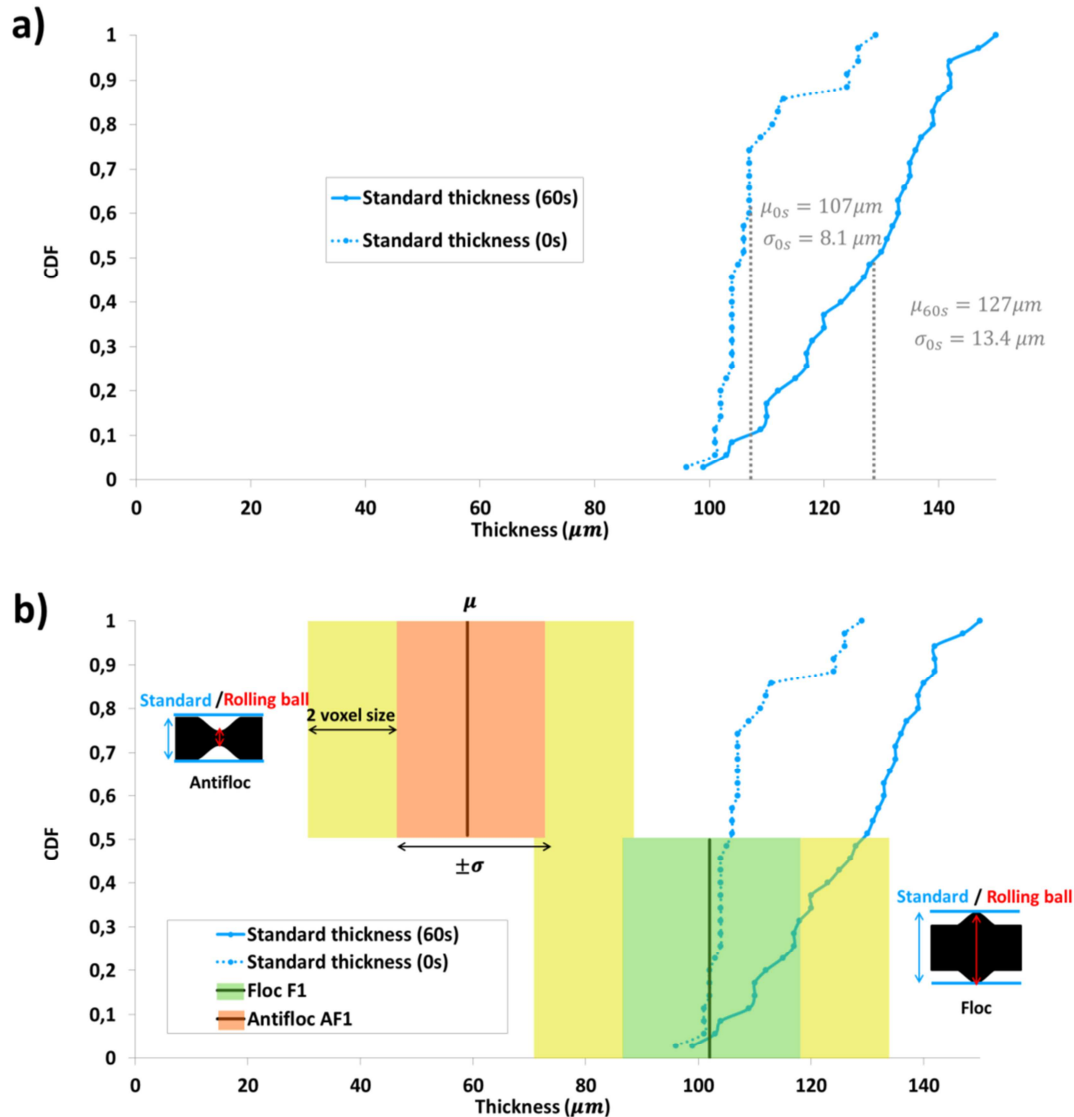 a)
1
0,9
0,8
0,7
0,6
0,5
0,4
0,3
0,2
0,1
0
CDF
Standard thickness (60s)
Standard thickness (0s)
μ0s = 107μm
σ0s = 8.1 μm
μ60s = 127μm
σ0s = 13.4 μm
0 20 40 60 80 100 120 140
Thickness (μm)
b)
μ
1
0,9
0,8
0,7
0,6
0,5
0,4
0,3
0,2
0,1
0
CDF
Standard / Rolling ball
Antifloc
2 voxel size
±σ
Standard / Rolling ball
Floc
Standard thickness (60s)
Standard thickness (0s)
Floc F1
Antifloc AF1
0 20 40 60 80 100 120 140
Thickness (μm)